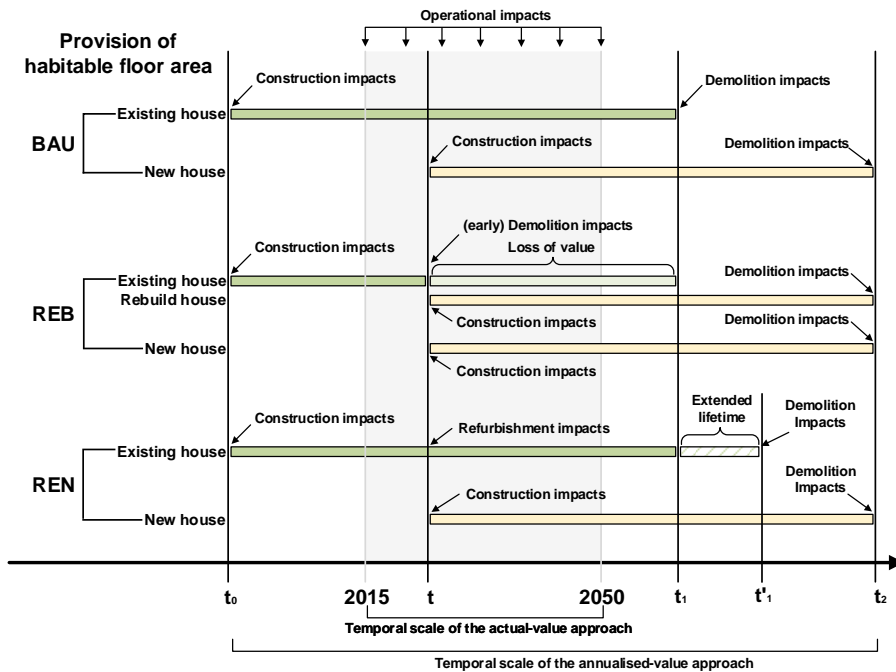 Operational impacts
Provision of
habitable floor area
Construction impacts
Demolition impacts
Existing house
BAU
Construction impacts
Demolition impacts
New house
(early) Demolition impacts
Loss of value
Construction impacts
Demolition impacts
Existing house
Rebuild house
REB
Construction impacts
Demolition impacts
New house
Construction impacts
Extended
lifetime
Demolition
Impacts
Construction impacts
Refurbishment impacts
Existing house
Demolition
Impacts
REN
Construction impacts
New house
t₀ 2015 t 2050 t₁ t'₁ t₂
Temporal scale of the actual-value approach
Temporal scale of the annualised-value approach